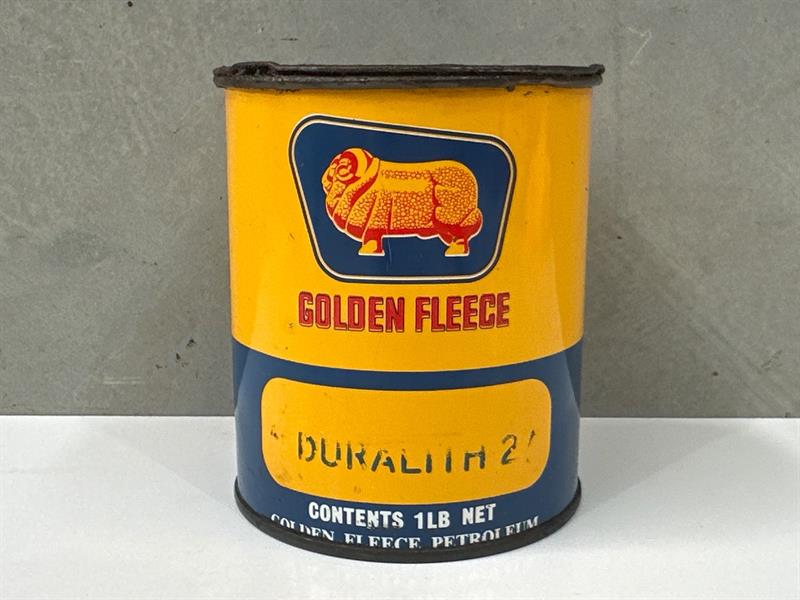 GOLDEN FLEECE
DURALITH 2
CONTENTS 1LB NET
GOLDEN FLEECE PETROLEUM